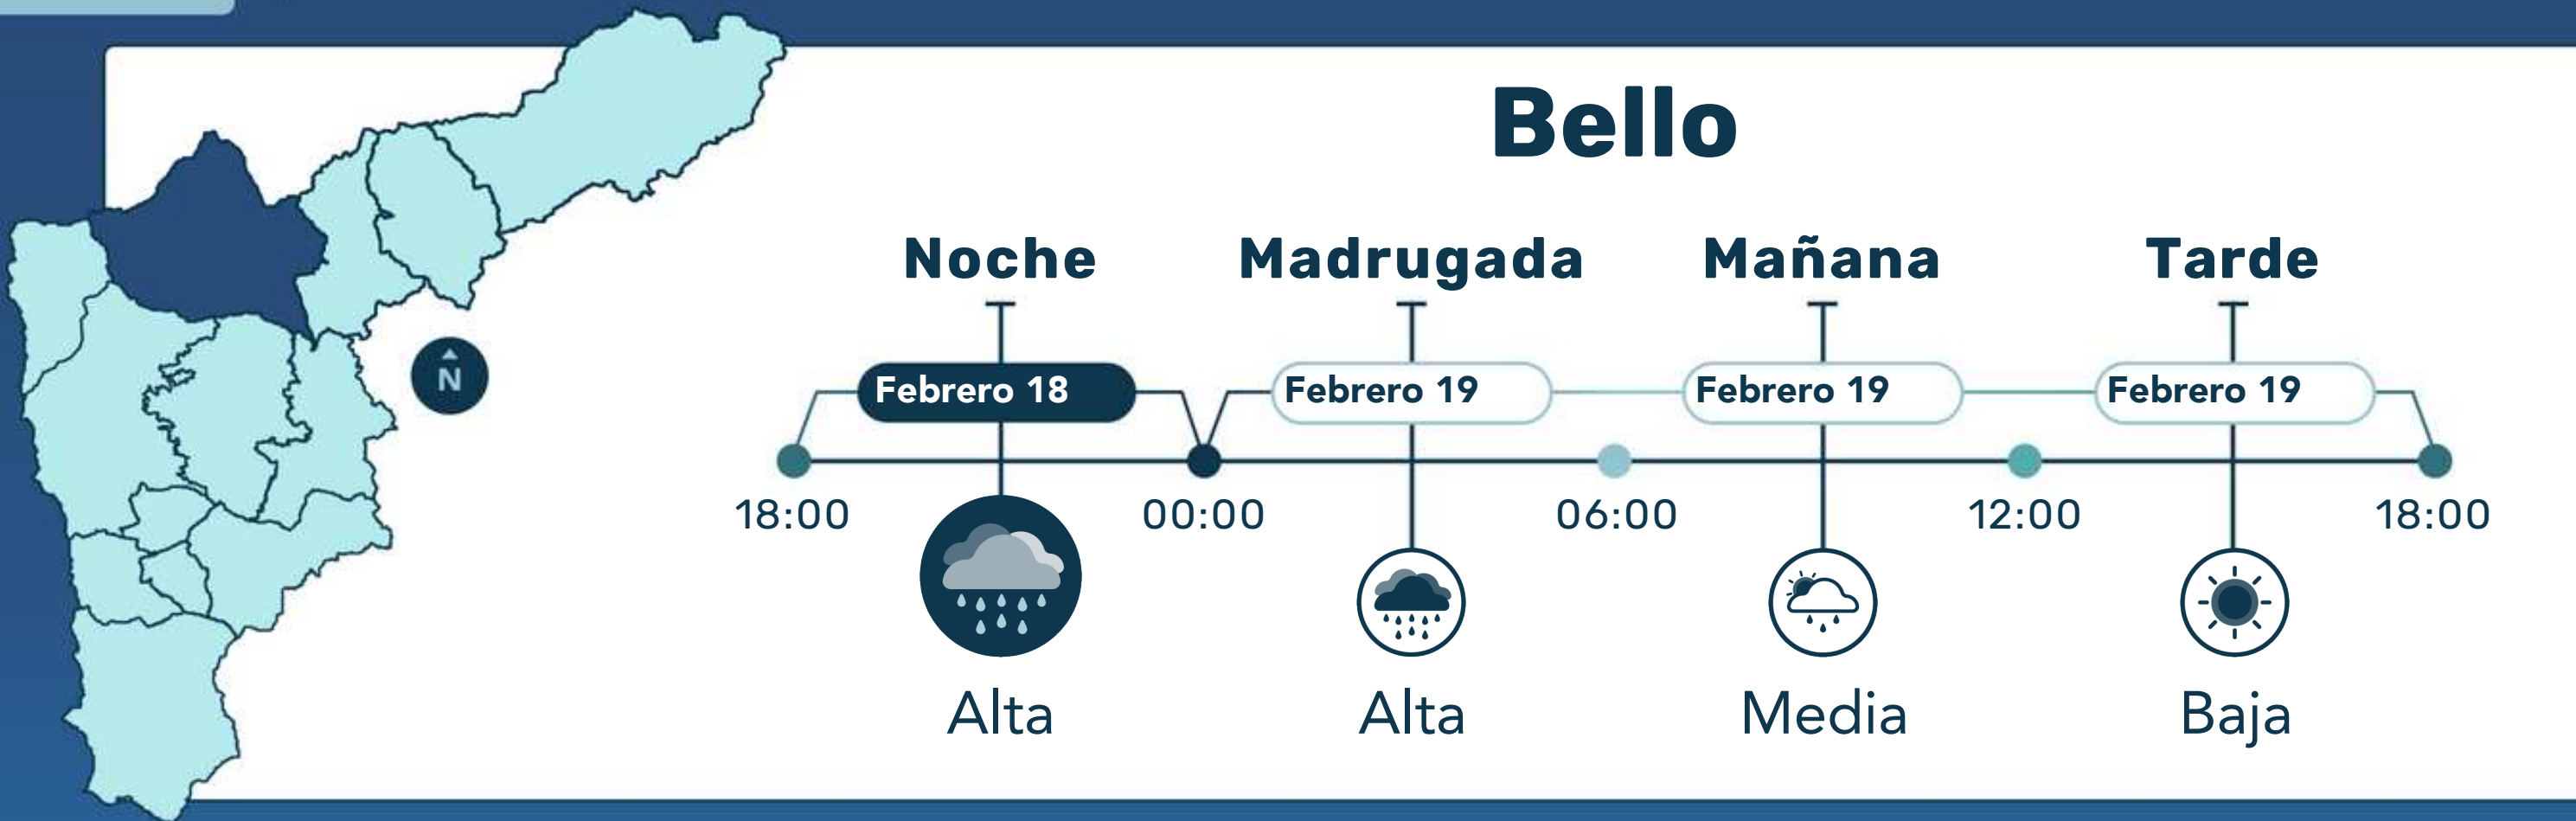 Bello
Noche Madrugada Mañana Tarde
N
Febrero 18 Febrero 19 Febrero 19 Febrero 19
18:00 00:00 06:00 12:00 18:00
Alta Alta Media Baja